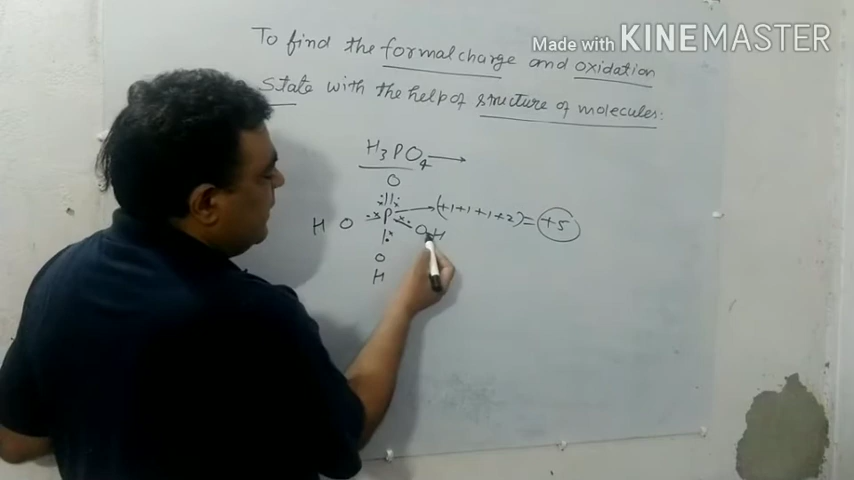 Made with KINEMASTER
To find the formal charge and oxidation
state with the help of structure of molecules:
H3PO4 →
O
H O P → (+1+1+1+2) = +5
OH
O
H